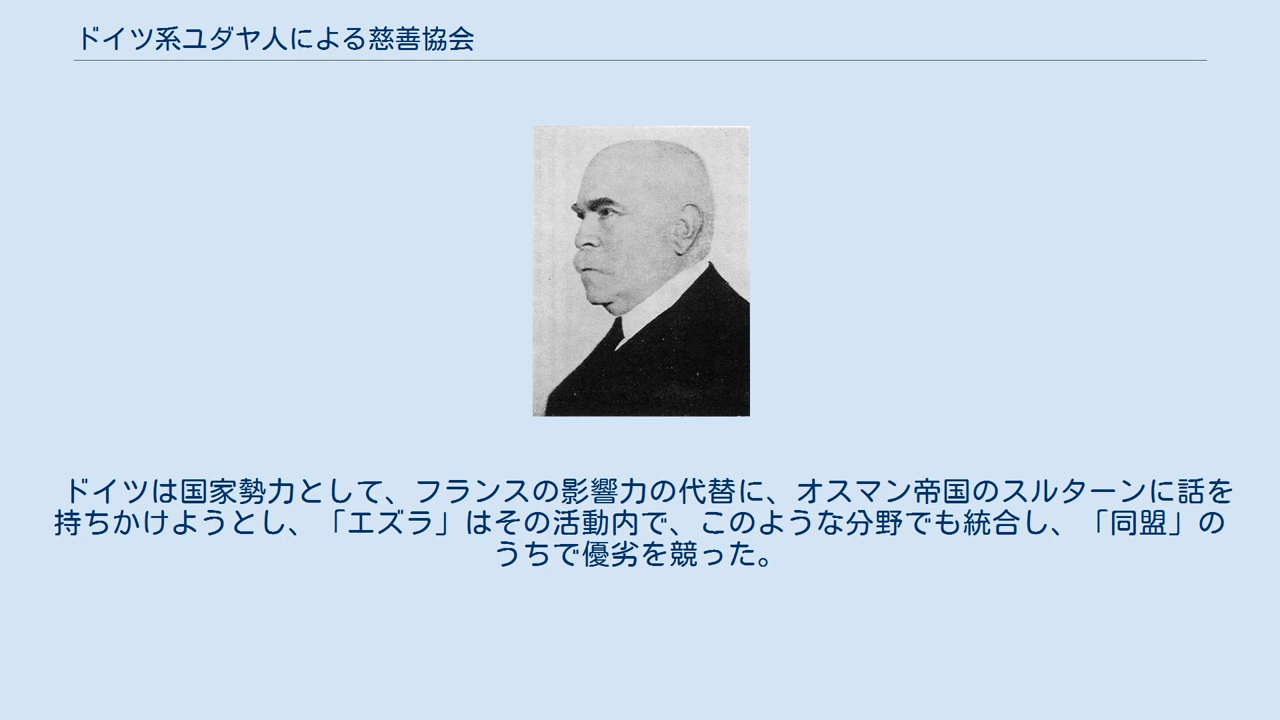 ドイツ系ユダヤ人による慈善協会
ドイツは国家勢力として、フランスの影響力の代替に、オスマン帝国のスルターンに話を
持ちかけようとし、「エズラ」はその活動内で、このような分野でも統合し、「同盟」の
うちで優劣を競った。